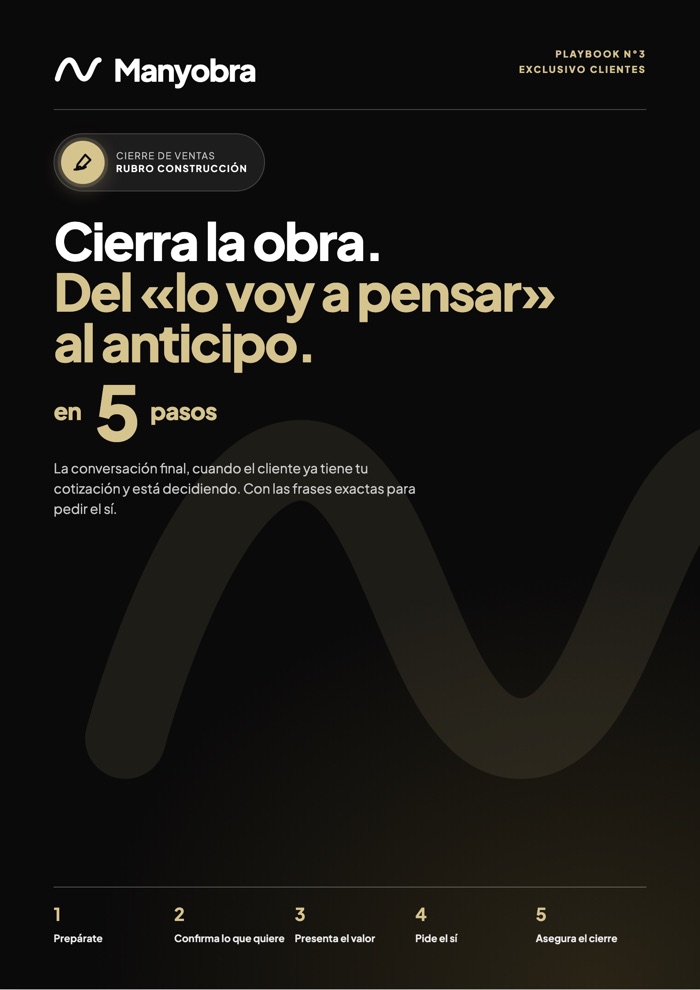 Manyobra
PLAYBOOK N°3
EXCLUSIVO CLIENTES
CIERRE DE VENTAS
RUBRO CONSTRUCCIÓN
Cierra la obra.
Del «lo voy a pensar»
al anticipo.
en 5 pasos
La conversación final, cuando el cliente ya tiene tu
cotización y está decidiendo. Con las frases exactas para
pedir el sí.
1
Prepárate
2
Confirma lo que quiere
3
Presenta el valor
4
Pide el sí
5
Asegura el cierre